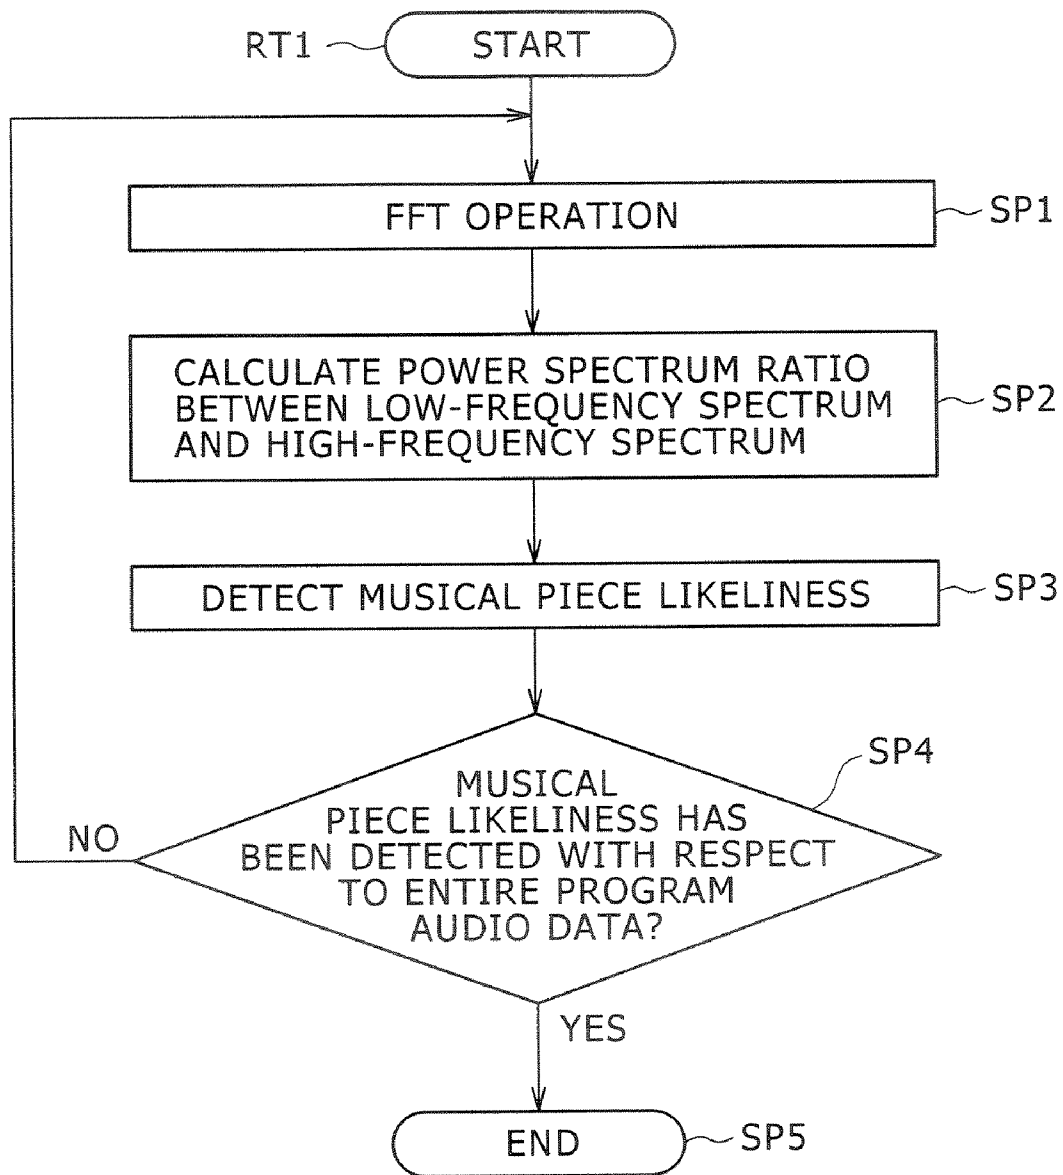 RT1
START
FFT OPERATION
SP1
CALCULATE POWER SPECTRUM RATIO
BETWEEN LOW-FREQUENCY SPECTRUM
AND HIGH-FREQUENCY SPECTRUM
SP2
DETECT MUSICAL PIECE LIKELINESS
SP3
SP4
MUSICAL
PIECE LIKELINESS HAS
BEEN DETECTED WITH RESPECT
TO ENTIRE PROGRAM
AUDIO DATA?
NO
YES
END
SP5